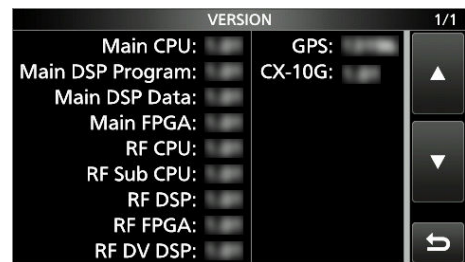 VERSION 1/1
Main CPU:
Main DSP Program:
Main DSP Data:
Main FPGA:
RF CPU:
RF Sub CPU:
RF DSP:
RF FPGA:
RF DV DSP:
GPS:
CX-10G: